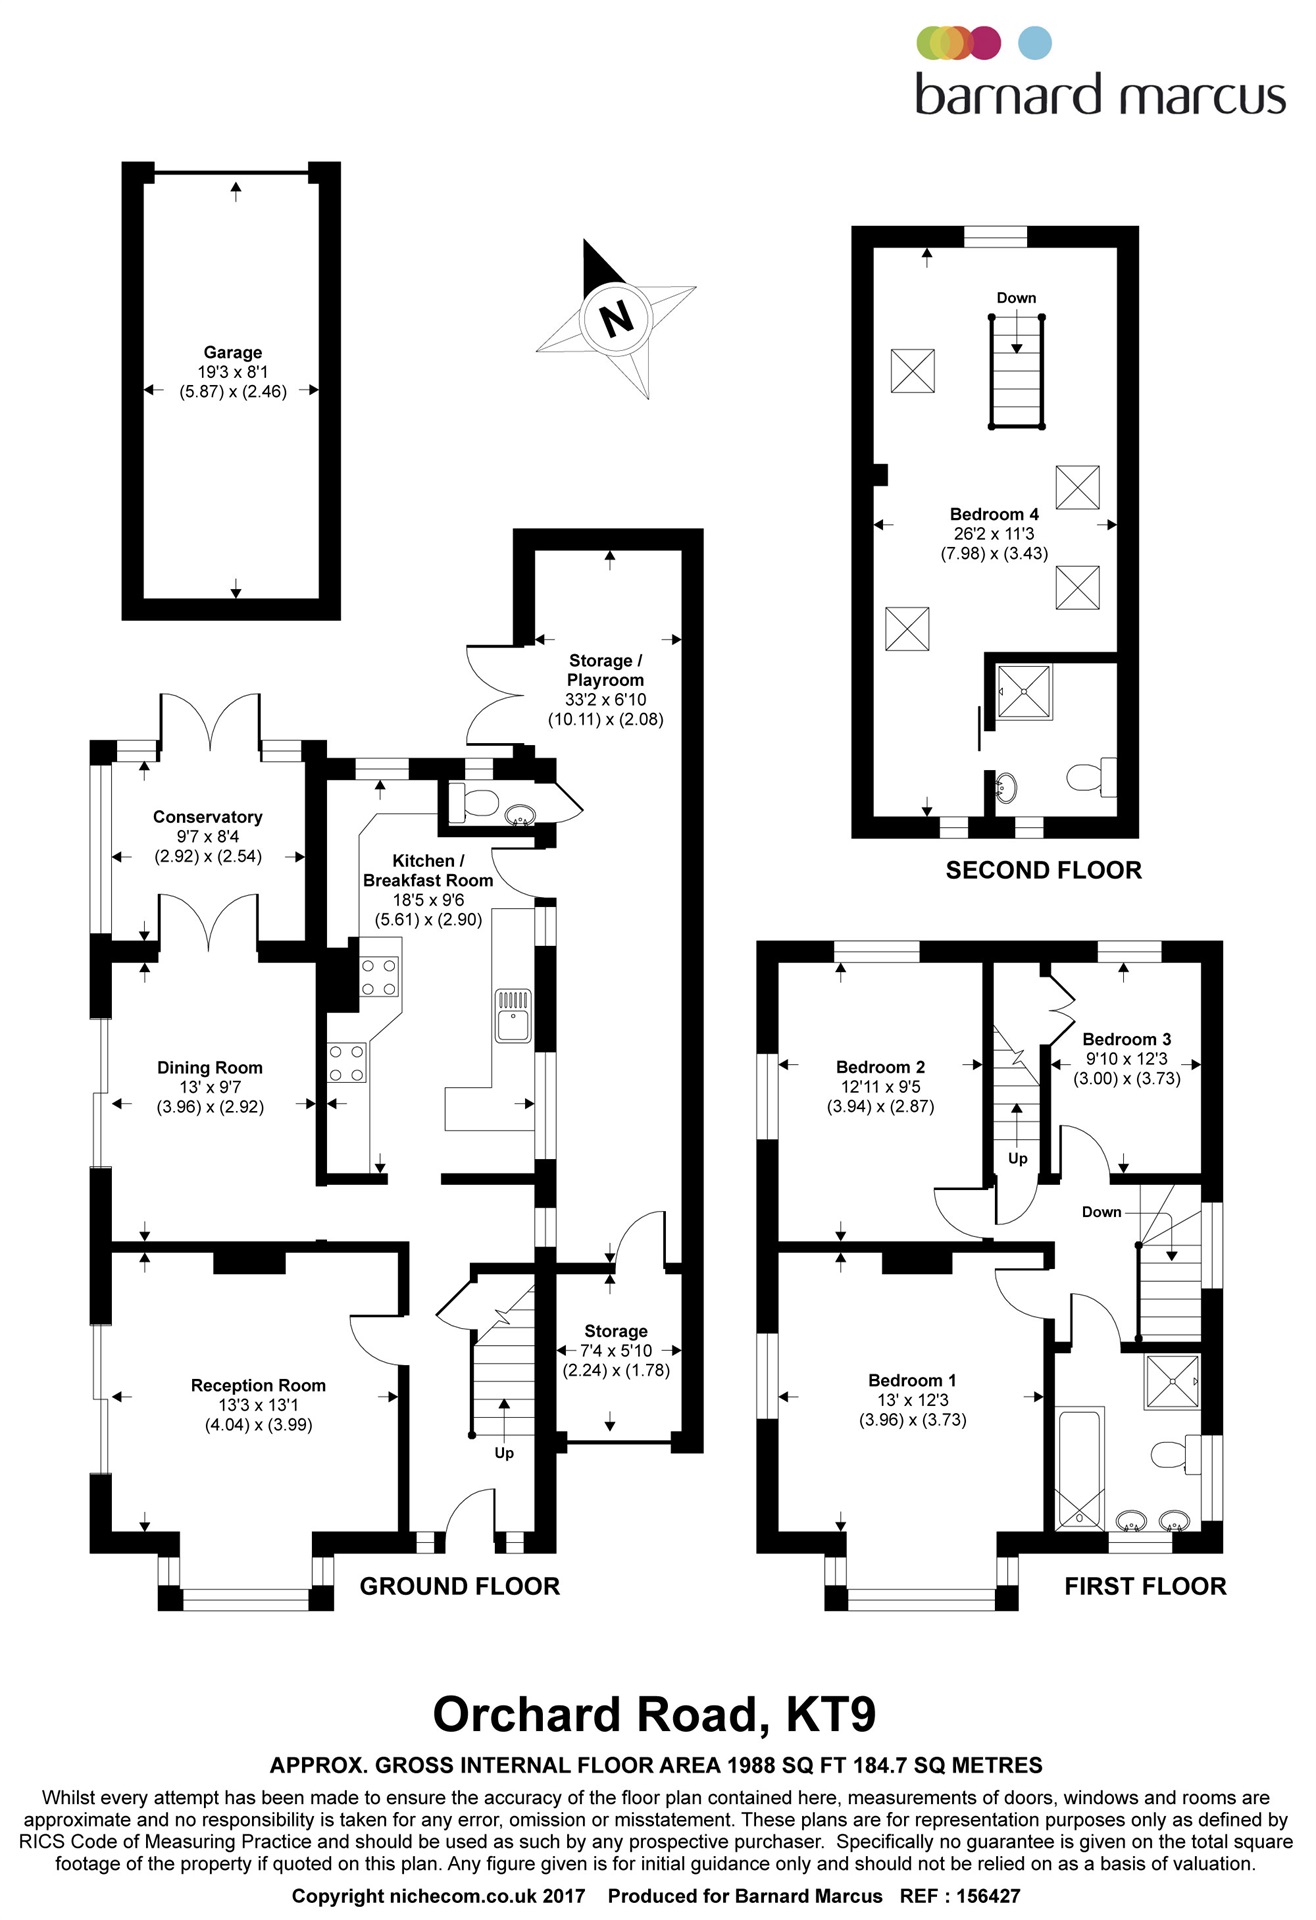 barnard marcus
Garage
19'3 x 8'1
(5.87) x (2.46)
N
Down
Bedroom 4
26'2 x 11'3
(7.98) x (3.43)
SECOND FLOOR
Storage /
Playroom
33'2 x 6'10
(10.11) x (2.08)
Conservatory
9'7 x 8'4
(2.92) x (2.54)
Kitchen /
Breakfast Room
18'5 x 9'6
(5.61) x (2.90)
Dining Room
13' x 9'7
(3.96) x (2.92)
Reception Room
13'3 x 13'1
(4.04) x (3.99)
Storage
7'4 x 5'10
(2.24) x (1.78)
Up
GROUND FLOOR
Bedroom 2
12'11 x 9'5
(3.94) x (2.87)
Bedroom 3
9'10 x 12'3
(3.00) x (3.73)
Up
Down
Bedroom 1
13' x 12'3
(3.96) x (3.73)
FIRST FLOOR
Orchard Road, KT9
APPROX. GROSS INTERNAL FLOOR AREA 1988 SQ FT 184.7 SQ METRES
Whilst every attempt has been made to ensure the accuracy of the floor plan contained here, measurements of doors, windows and rooms are
approximate and no responsibility is taken for any error, omission or misstatement. These plans are for representation purposes only as defined by
RICS Code of Measuring Practice and should be used as such by any prospective purchaser. Specifically no guarantee is given on the total square
footage of the property if quoted on this plan. Any figure given is for initial guidance only and should not be relied on as a basis of valuation.
Copyright nichecom.co.uk 2017 Produced for Barnard Marcus REF : 156427